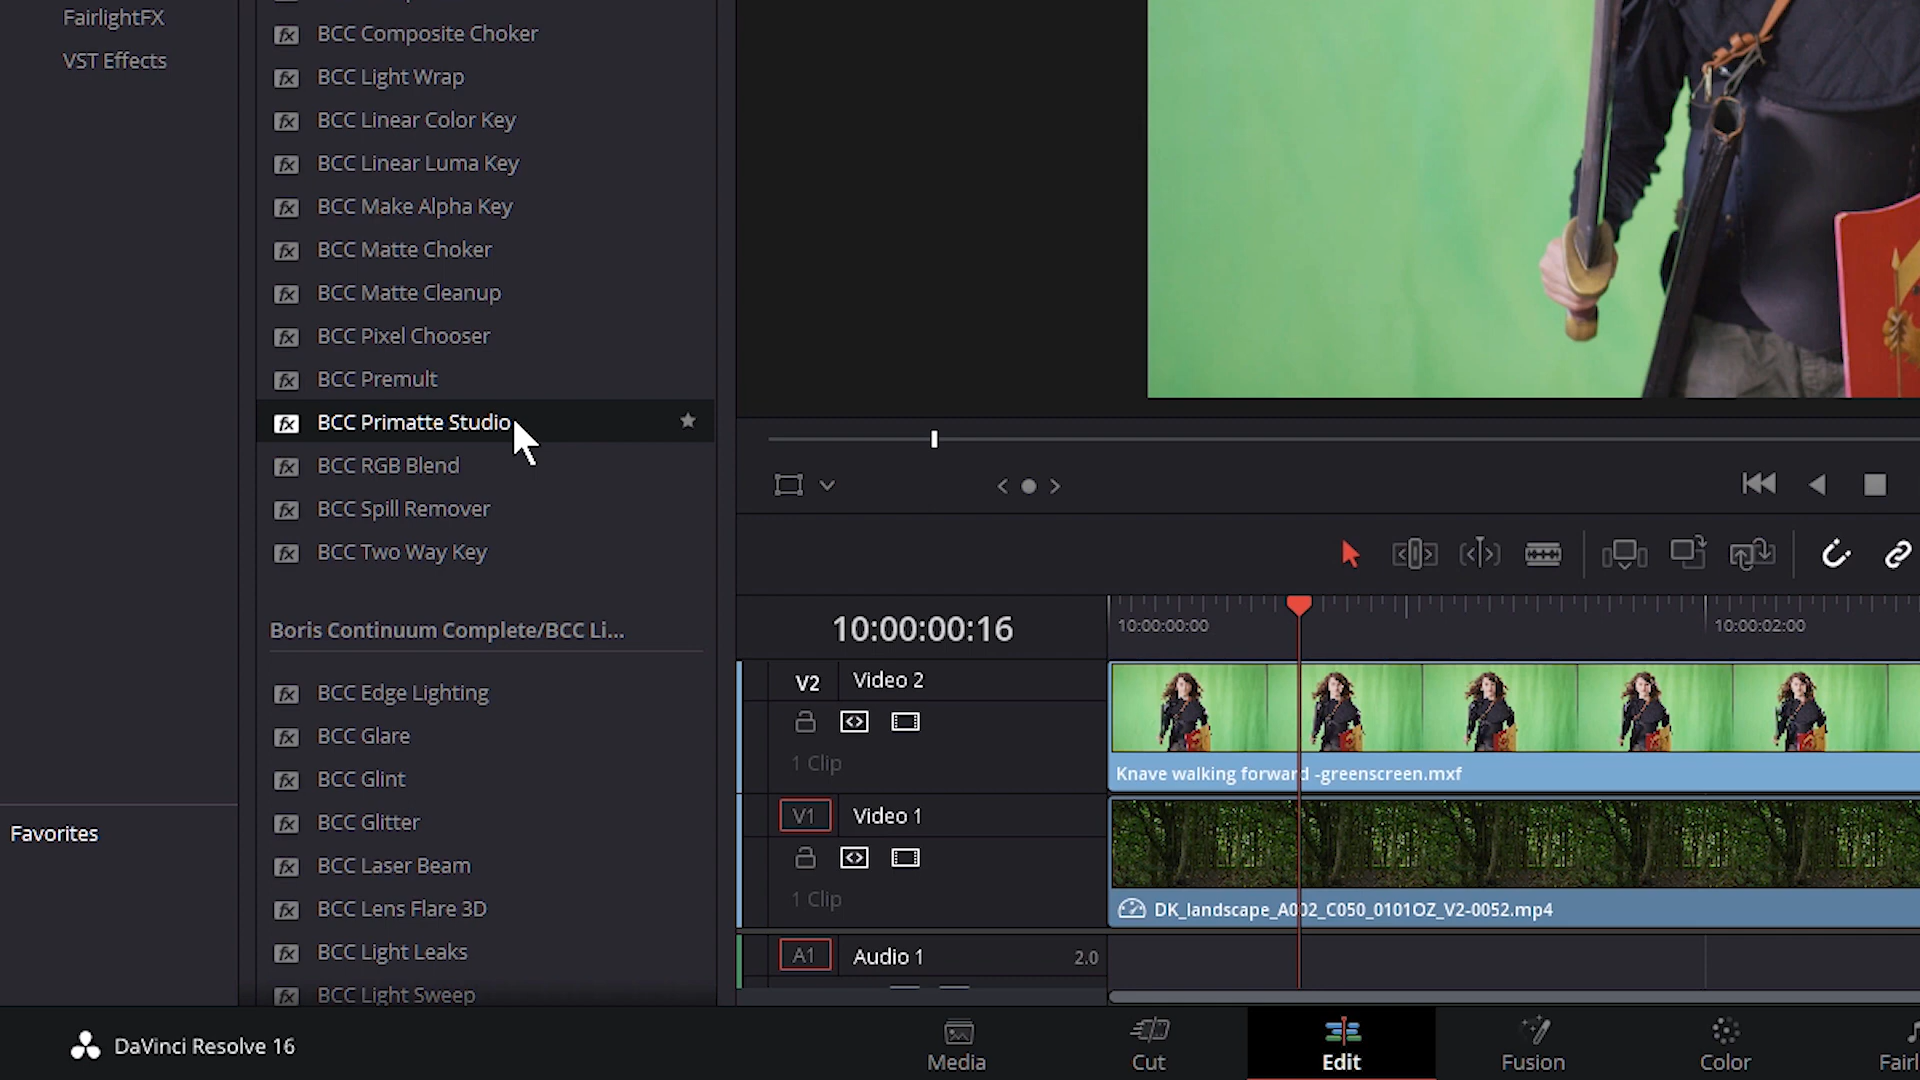 FairlightFX
VST Effects
Favorites
BCC Composite Choker
BCC Light Wrap
BCC Linear Color Key
BCC Linear Luma Key
BCC Make Alpha Key
BCC Matte Choker
BCC Matte Cleanup
BCC Pixel Chooser
BCC Premult
BCC Primatte Studio
BCC RGB Blend
BCC Spill Remover
BCC Two Way Key
Boris Continuum Complete/BCC Li...
BCC Edge Lighting
BCC Glare
BCC Glint
BCC Glitter
BCC Laser Beam
BCC Lens Flare 3D
BCC Light Leaks
BCC Light Sweep
10:00:00:16
10:00:00:00
10:00:02:00
V2 Video 2
1 Clip
Knave walking forward -greenscreen.mxf
V1 Video 1
1 Clip
DK_landscape_A002_C050_0101OZ_V2-0052.mp4
A1 Audio 1 2.0
DaVinci Resolve 16
Media
Cut
Edit
Fusion
Color
Fairl